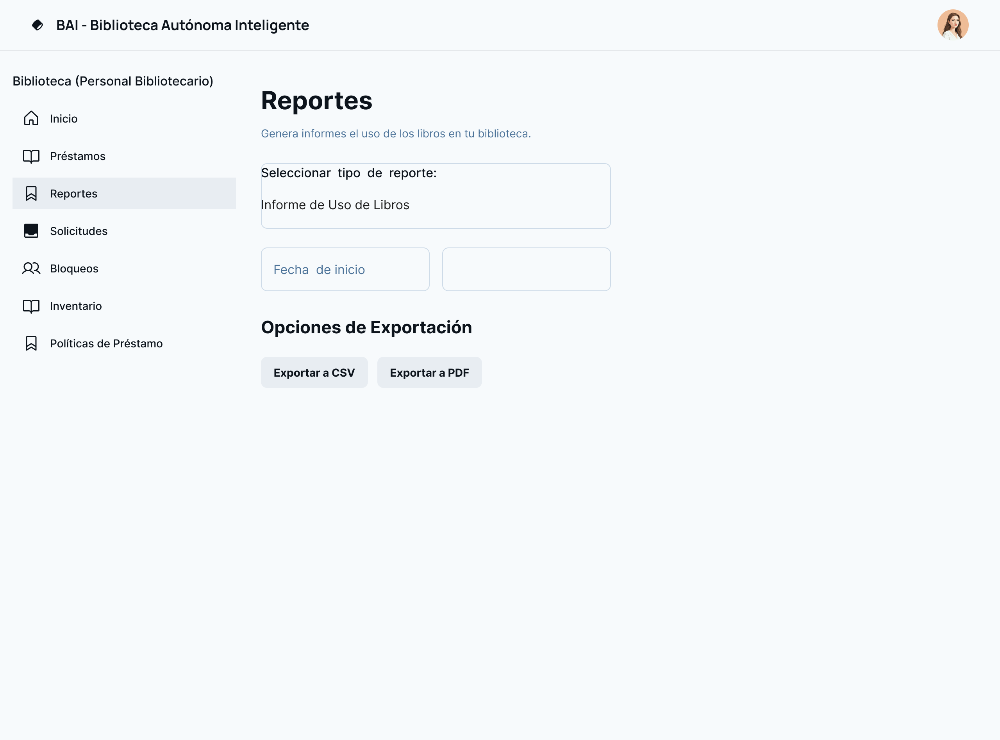 BAI - Biblioteca Autónoma Inteligente
Biblioteca (Personal Bibliotecario)
Inicio
Préstamos
Reportes
Solicitudes
Bloqueos
Inventario
Políticas de Préstamo
Reportes
Genera informes el uso de los libros en tu biblioteca.
Seleccionar tipo de reporte:
Informe de Uso de Libros
Fecha de inicio
Opciones de Exportación
Exportar a CSV
Exportar a PDF